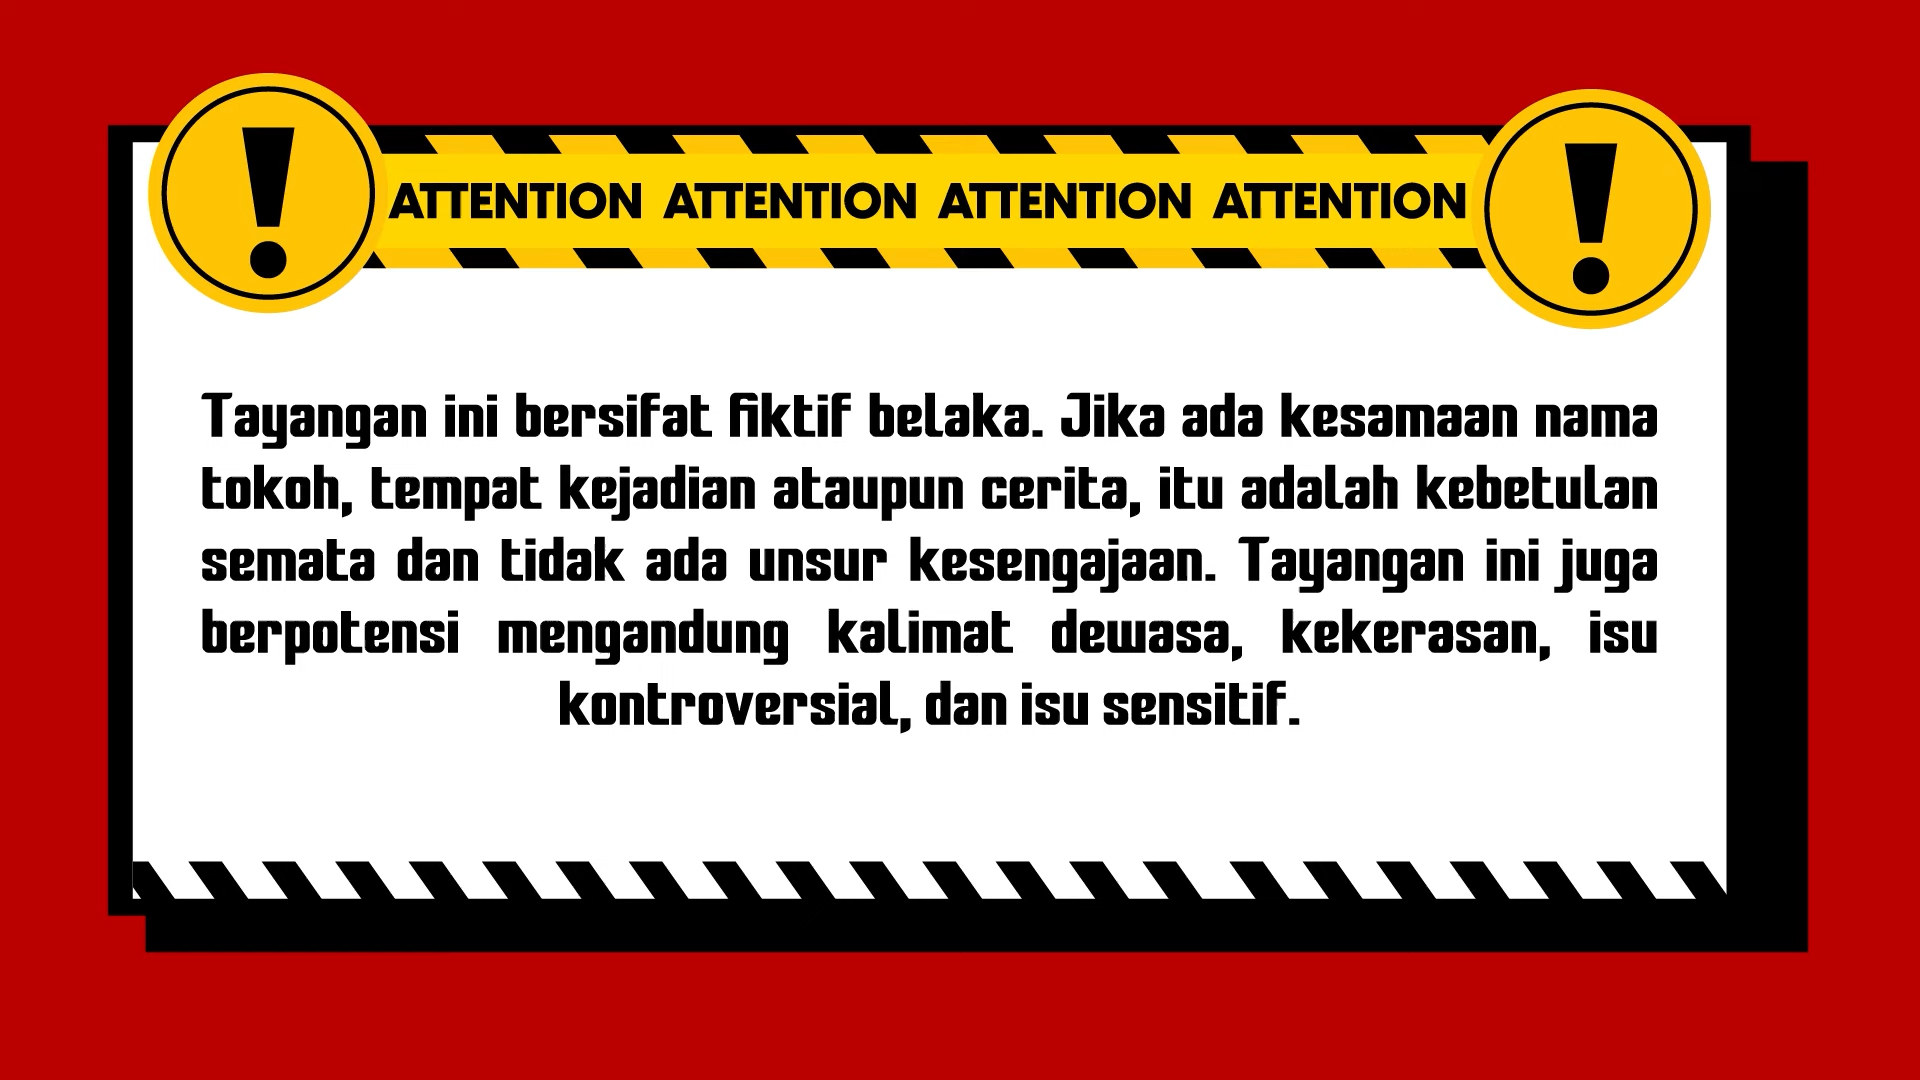 ATTENTION ATTENTION ATTENTION ATTENTION
Tayangan ini bersifat fiktif belaka. Jika ada kesamaan nama
tokoh, tempat kejadian ataupun cerita, itu adalah kebetulan
semata dan tidak ada unsur kesengajaan. Tayangan ini juga
berpotensi mengandung kalimat dewasa, kekerasan, isu
kontroversial, dan isu sensitif.